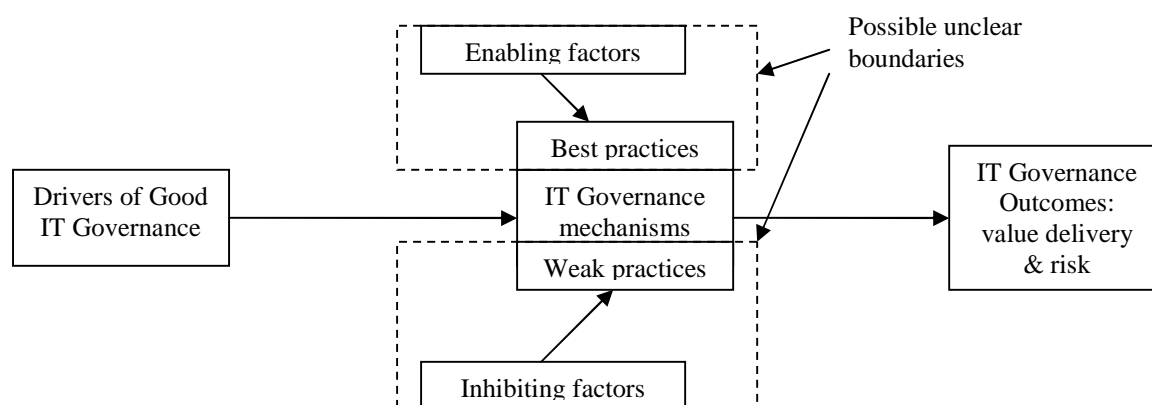 Enabling factors
Possible unclear
boundaries
Best practices
Drivers of Good
IT Governance
IT Governance
mechanisms
IT Governance
Outcomes:
value delivery
& risk
Weak practices
Inhibiting factors